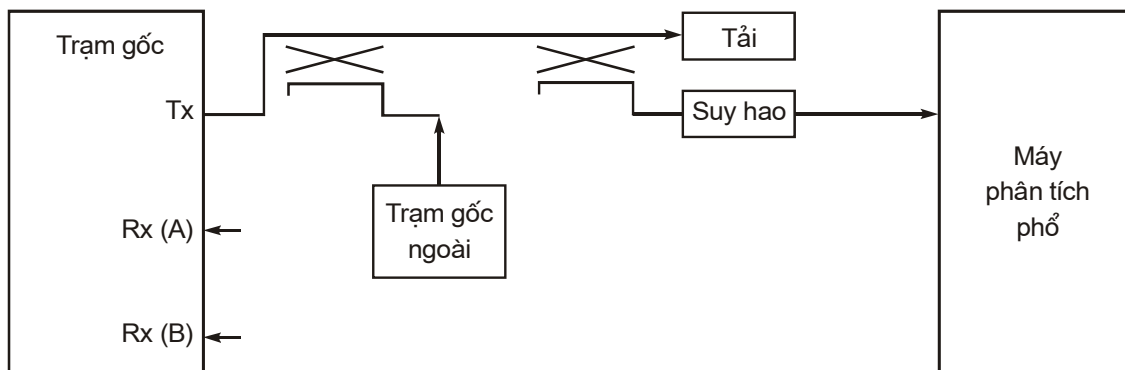 Trạm gốc
Tải
Tx
Suy hao
Máy
phân tích
phổ
Trạm gốc
ngoài
Rx (A)
Rx (B)